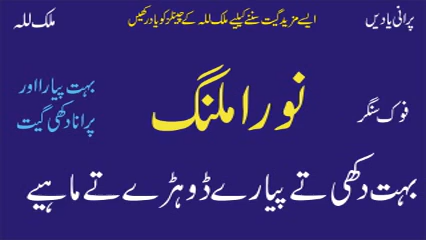 پرانی یادیں
ایسے مزید گیت سننے کیلیے ملک اللہ کے چینلز کو یاد رکھیں
ملک اللہ
فوک سنگر
نورا ملنگ
بہت پیارا اور
پرانا دکھی گیت
بہت دکھی تے پیارے ڈوہڑے تے ماہیے